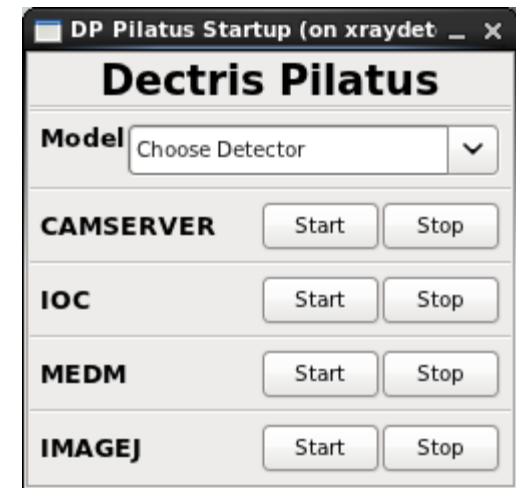 DP Pilatus Startup (on xraydet
Dectris Pilatus
Model Choose Detector
CAMSERVER Start Stop
IOC Start Stop
MEDM Start Stop
IMAGEJ Start Stop